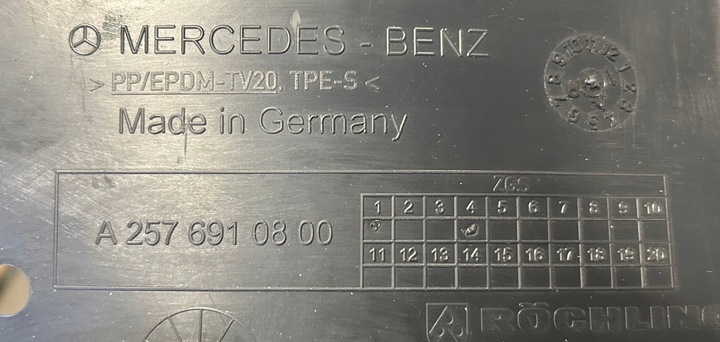 MERCEDES - BENZ
> PP/EPDM-TV20, TPE-S <
Made in Germany
ZGS
A 257 691 08 00
1 2 3 4 5 6 7 8 9 10
11 12 13 14 15 16 17 18 19 20
RÖCHLING